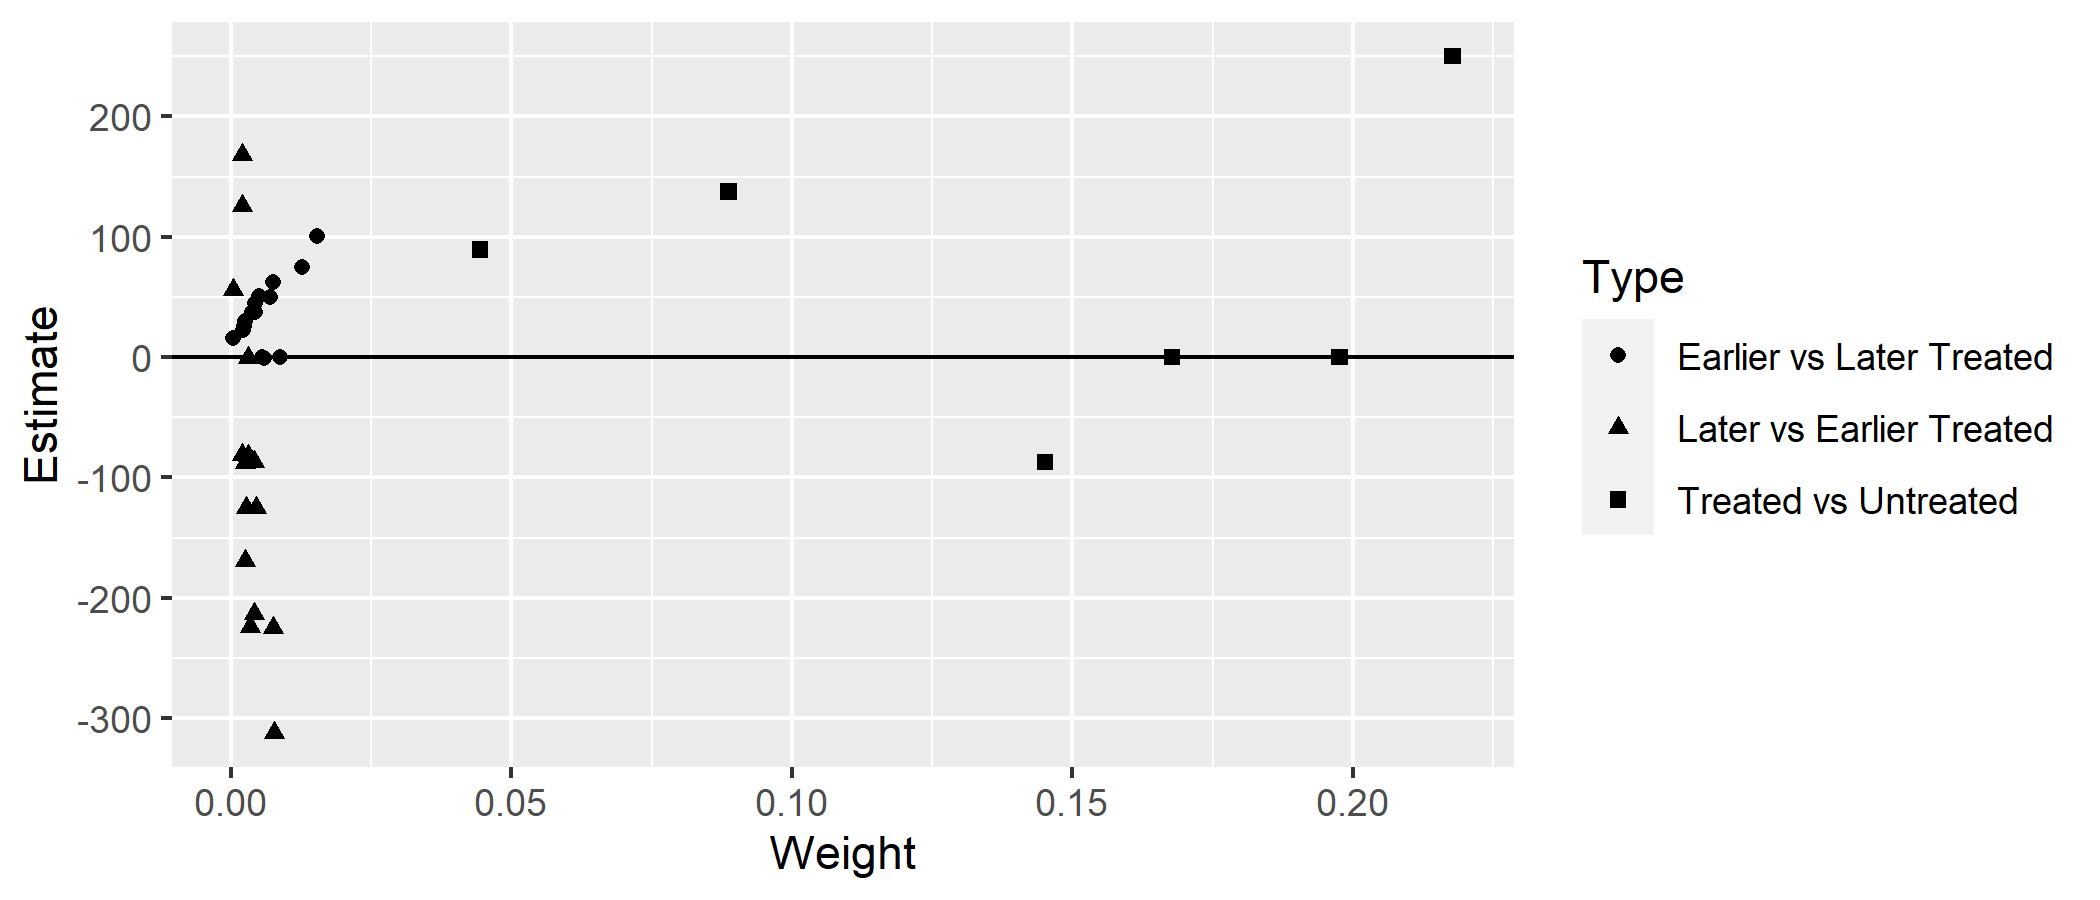 200
100
0
-100
-200
-300
Estimate
0.00
0.05
0.10
0.15
0.20
Weight
Type
Earlier vs Later Treated
Later vs Earlier Treated
Treated vs Untreated